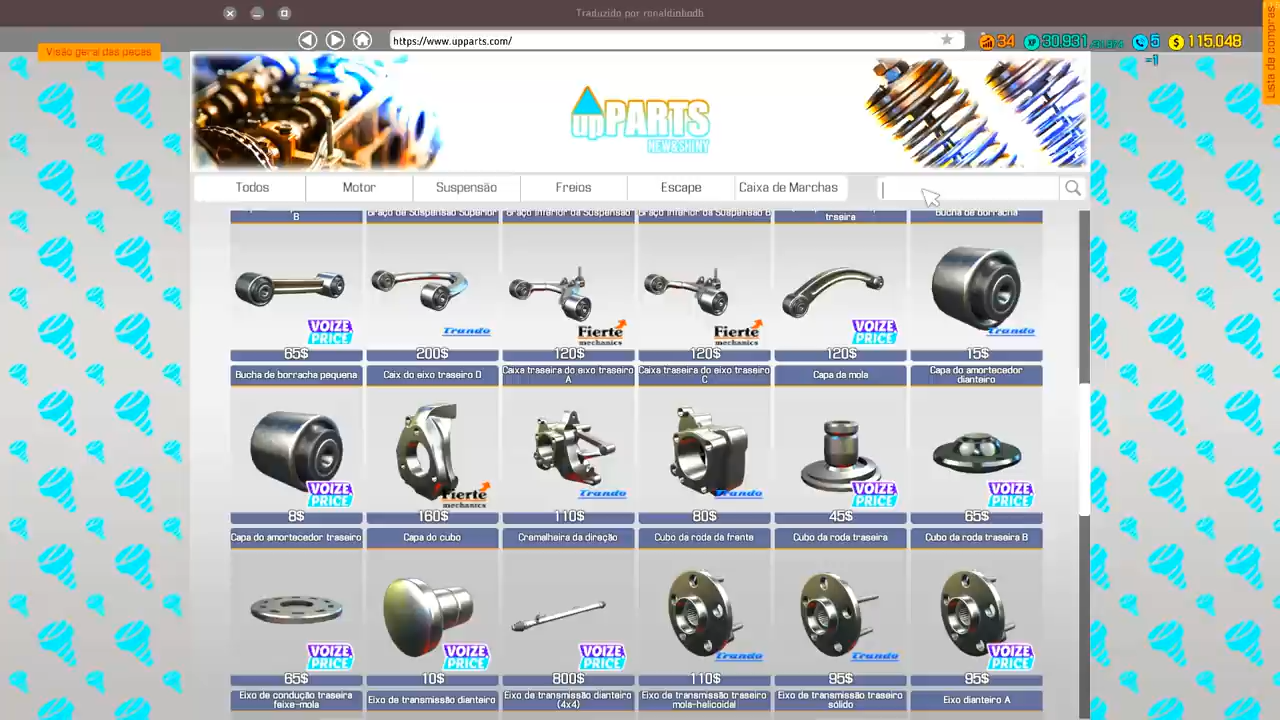 Traduzido por ronaldinhodh
Visão geral das peças
https://www.upparts.com/
34
30,931
5
115,048
-1
Lista de compras
upPARTS
NEW&SHINY
Todos
Motor
Suspensão
Freios
Escape
Caixa de Marchas
B
Braço de Suspensão Superior
Braço Inferior da Suspensão
Braço Inferior da Suspensão B
trseira
Bucha de borracha
VOIZE PRICE
Trando
Fierte mechanics
Fierte mechanics
VOIZE PRICE
Trando
65$
200$
120$
120$
120$
15$
Bucha de borracha pequena
Caix do eixo traseiro D
Caixa traseira do eixo traseiro A
Caixa traseira do eixo traseiro C
Capa da mola
Capa do amortecedor dianteiro
VOIZE PRICE
Fierte mechanics
Trando
Trando
VOIZE PRICE
VOIZE PRICE
8$
160$
110$
80$
45$
65$
Capa do amortecedor traseiro
Capa do cubo
Cremalheira da direção
Cubo da roda da frente
Cubo da roda traseira
Cubo da roda traseira B
VOIZE PRICE
VOIZE PRICE
VOIZE PRICE
Trando
Trando
VOIZE PRICE
65$
10$
800$
110$
95$
95$
Eixo de condução traseira feixe-mola
Eixo de transmissão dianteiro
Eixo de transmissão dianteiro (4x4)
Eixo de transmissão traseiro mola-helicoidal
Eixo de transmissão traseiro sólido
Eixo dianteiro A